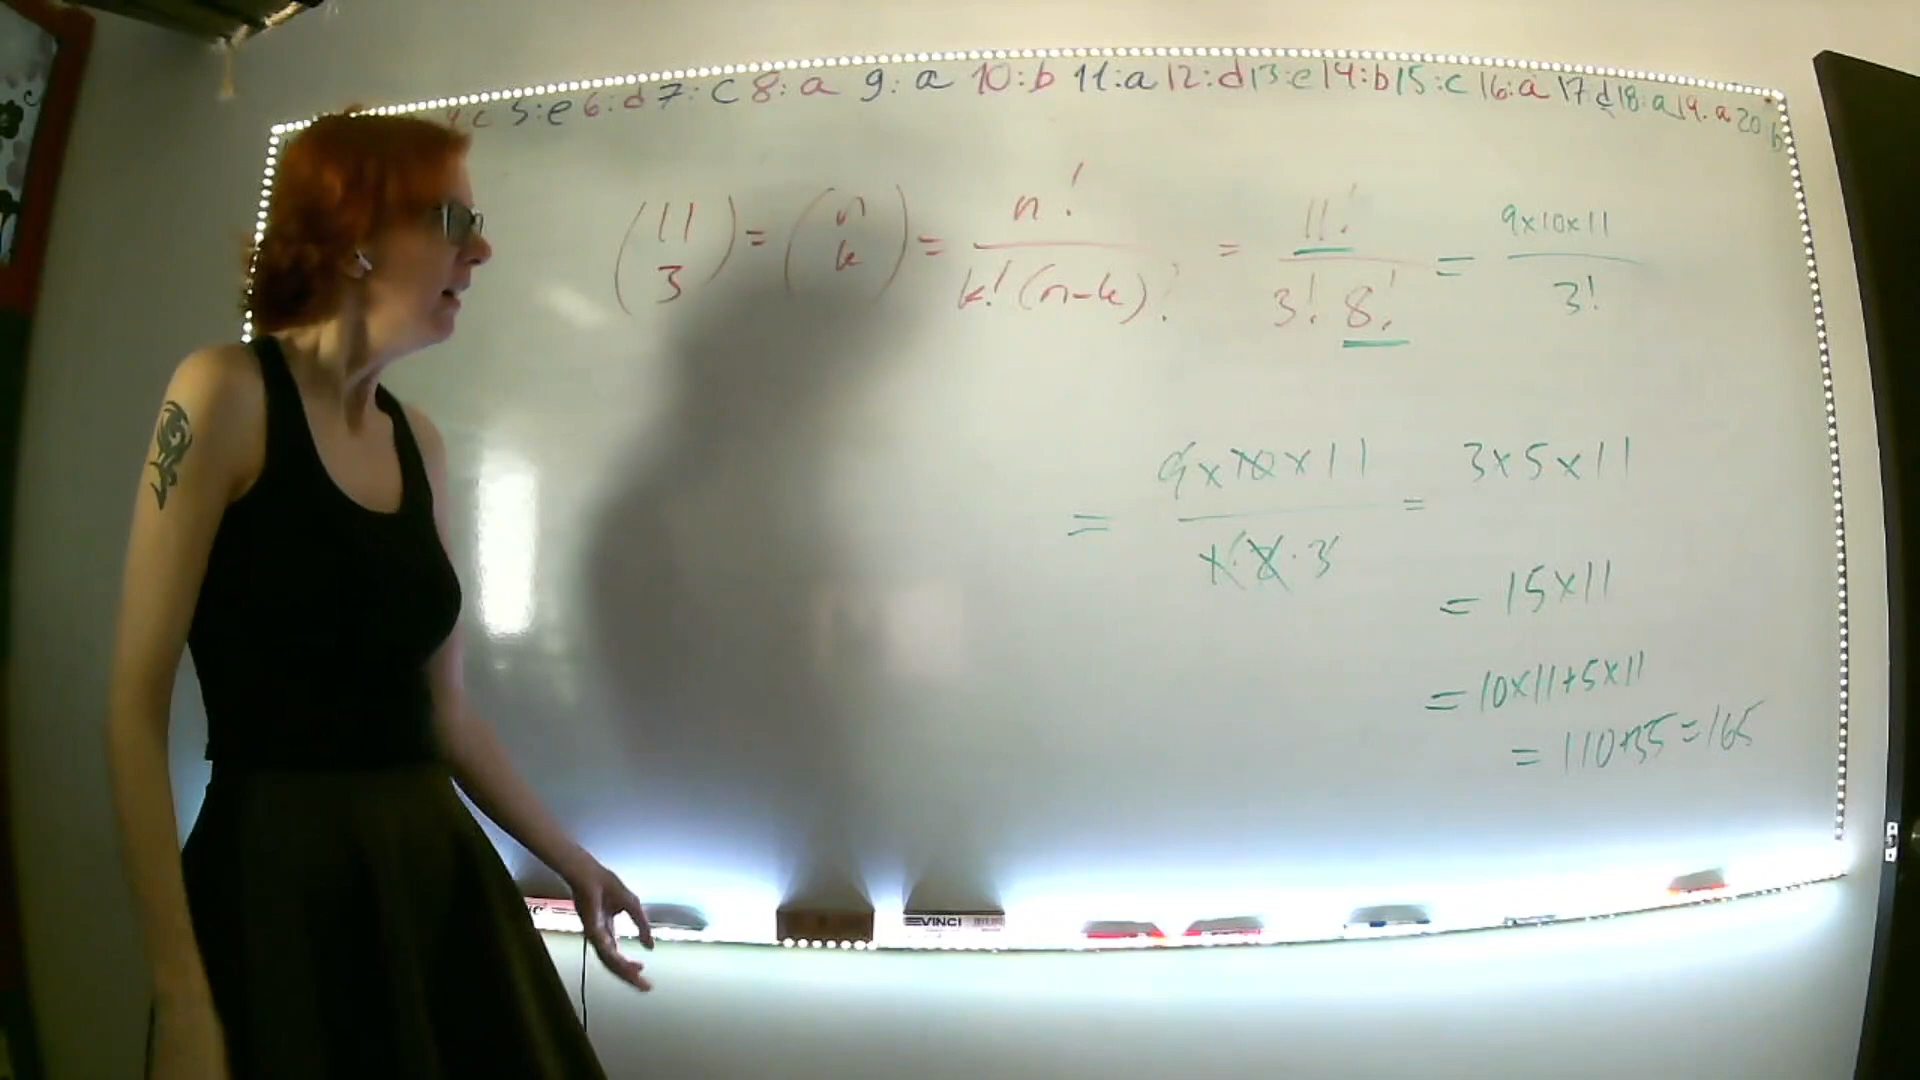 4:c 5:e 6:d 7:c 8:a 9:a 10:b 11:a 12:d 13:e 14:b 15:c 16:a 17 d 18:a 19.a 20:b
(11 3) = (n k) = n! / k!(n-k)! = 11! / 3! 8! = 9x10x11 / 3!
= 9x10x11 / 1·2·3 = 3x5x11
= 15x11
= 10x11+5x11
= 110+55=165
VINCI